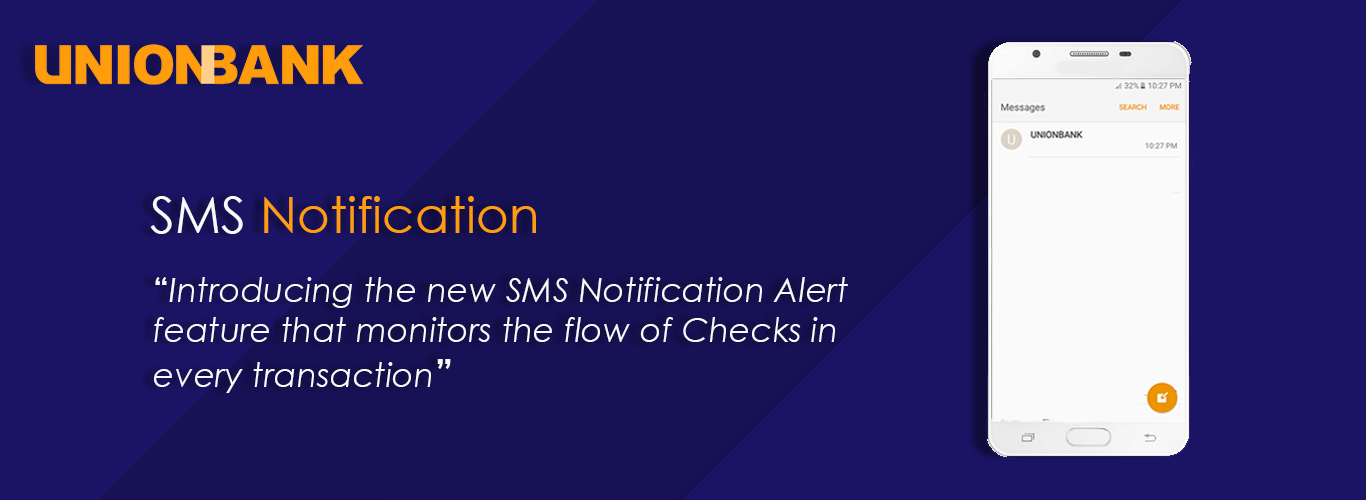 UNIONBANK
SMS Notification
“Introducing the new SMS Notification Alert
feature that monitors the flow of Checks in
every transaction”
32% 10:27 PM
Messages SEARCH MORE
U UNIONBANK
10:27 PM